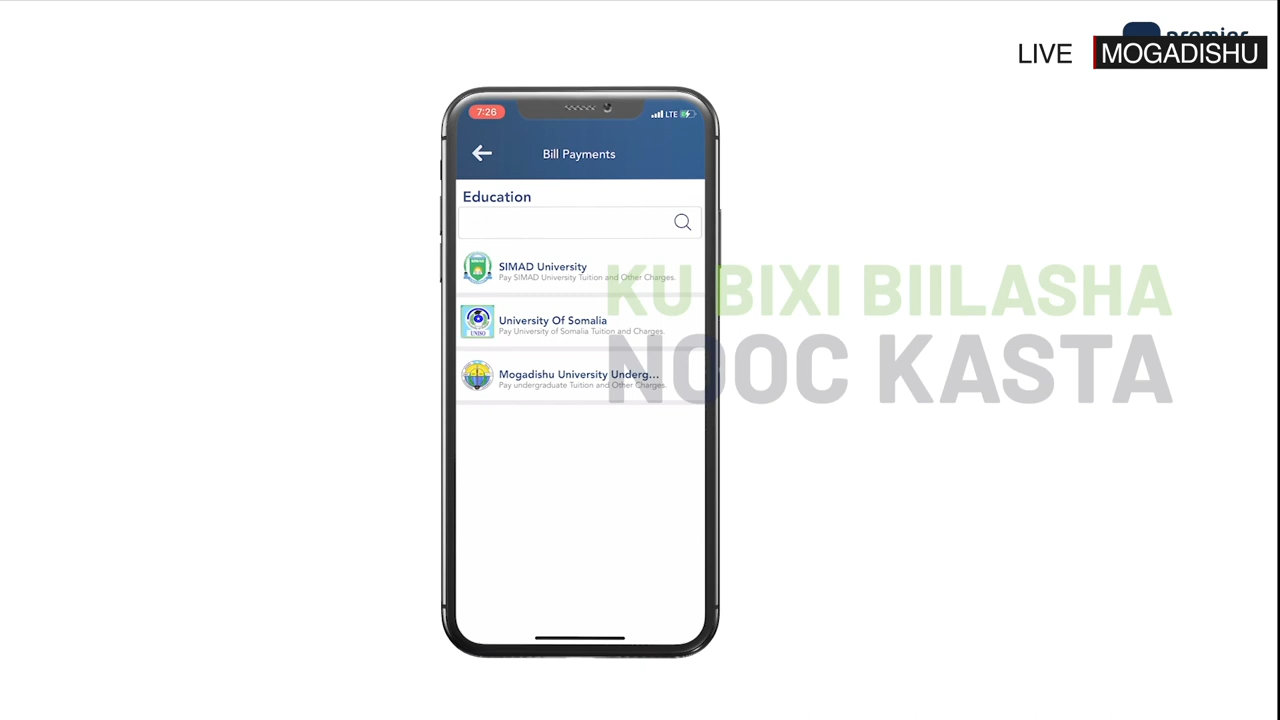 premier
LIVE MOGADISHU
7:26
LTE
Bill Payments
Education
SIMAD University
Pay SIMAD University Tuition and Other Charges.
University Of Somalia
Pay University of Somalia Tuition and Charges.
UNISO
Mogadishu University Underg...
Pay undergraduate Tuition and Other Charges.
KU BIXI BIILASHA
NOOC KASTA